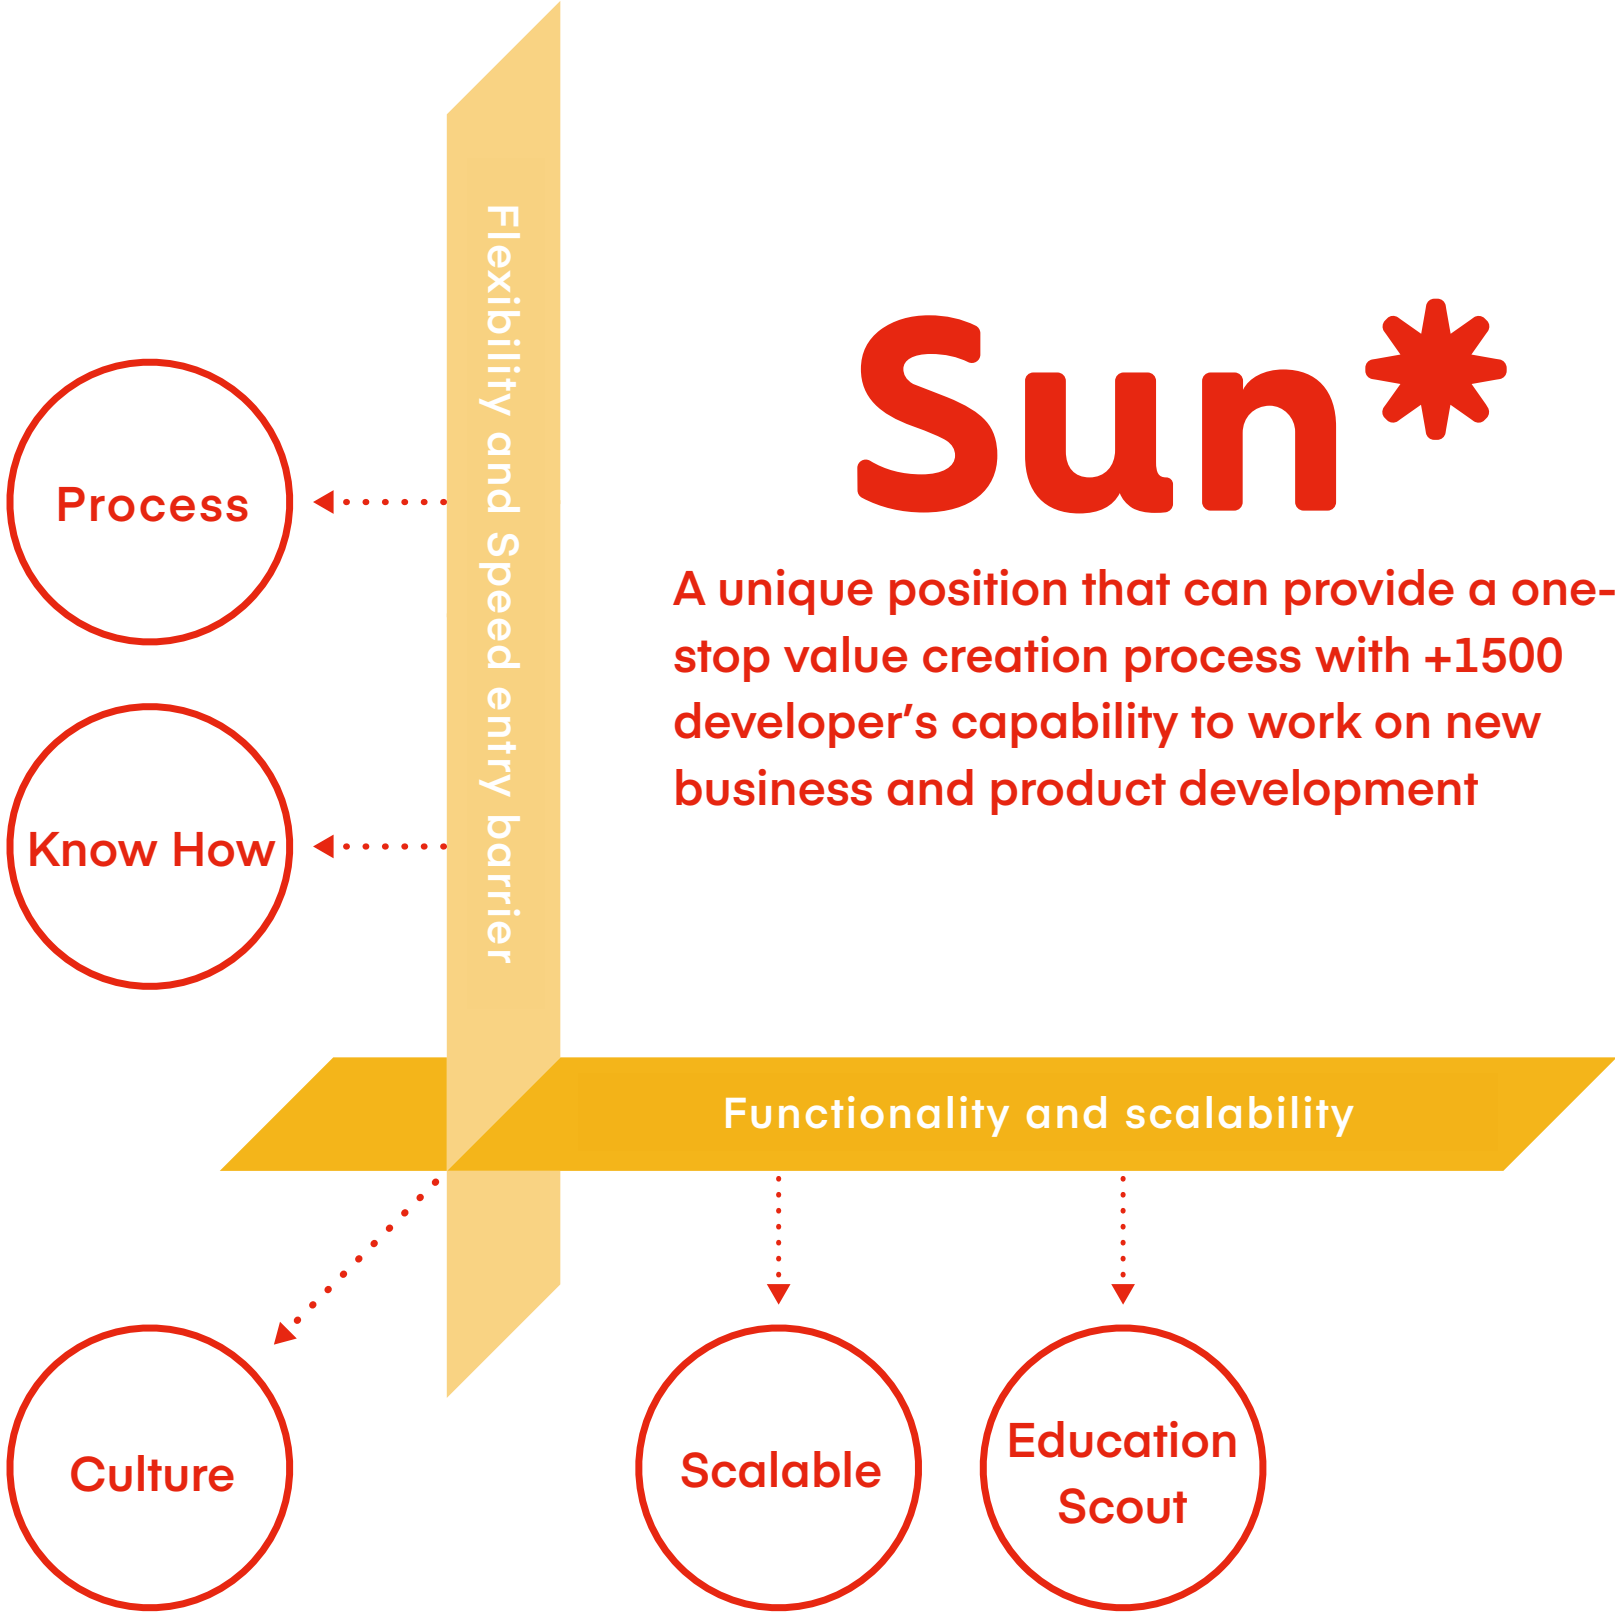 Flexibility and Speed entry barrier
Sun*
A unique position that can provide a one-
stop value creation process with +1500
developer’s capability to work on new
business and product development
Process
Know How
Functionality and scalability
Culture
Scalable
Education
Scout